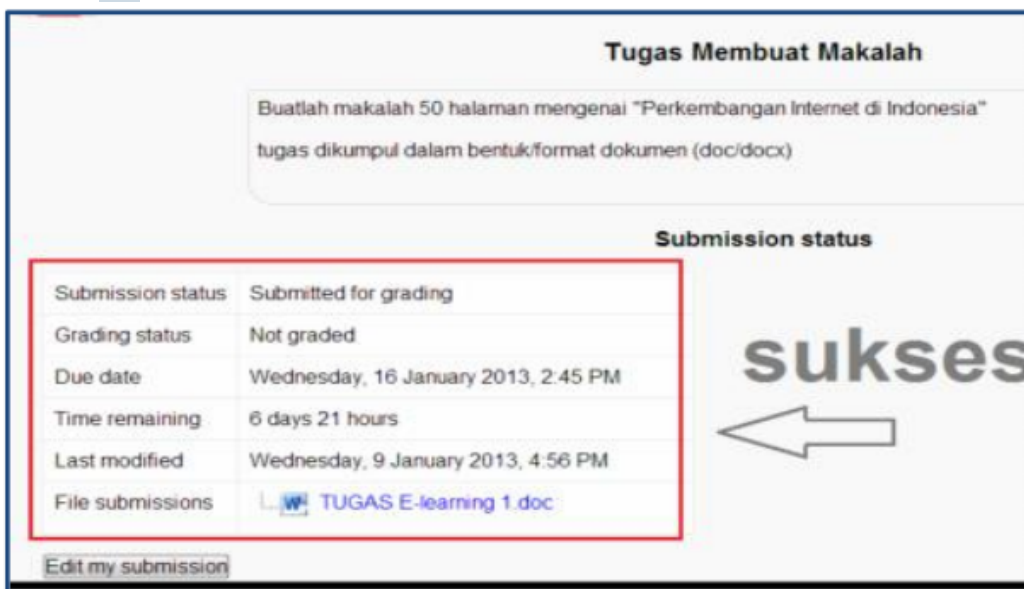 Tugas Membuat Makalah
Buatlah makalah 50 halaman mengenai "Perkembangan Internet di Indonesia"
tugas dikumpul dalam bentuk/format dokumen (doc/docx)
Submission status
Submission status Submitted for grading
Grading status Not graded
Due date Wednesday, 16 January 2013, 2:45 PM
Time remaining 6 days 21 hours
Last modified Wednesday, 9 January 2013, 4:56 PM
File submissions TUGAS E-learning 1.doc
sukses
Edit my submission